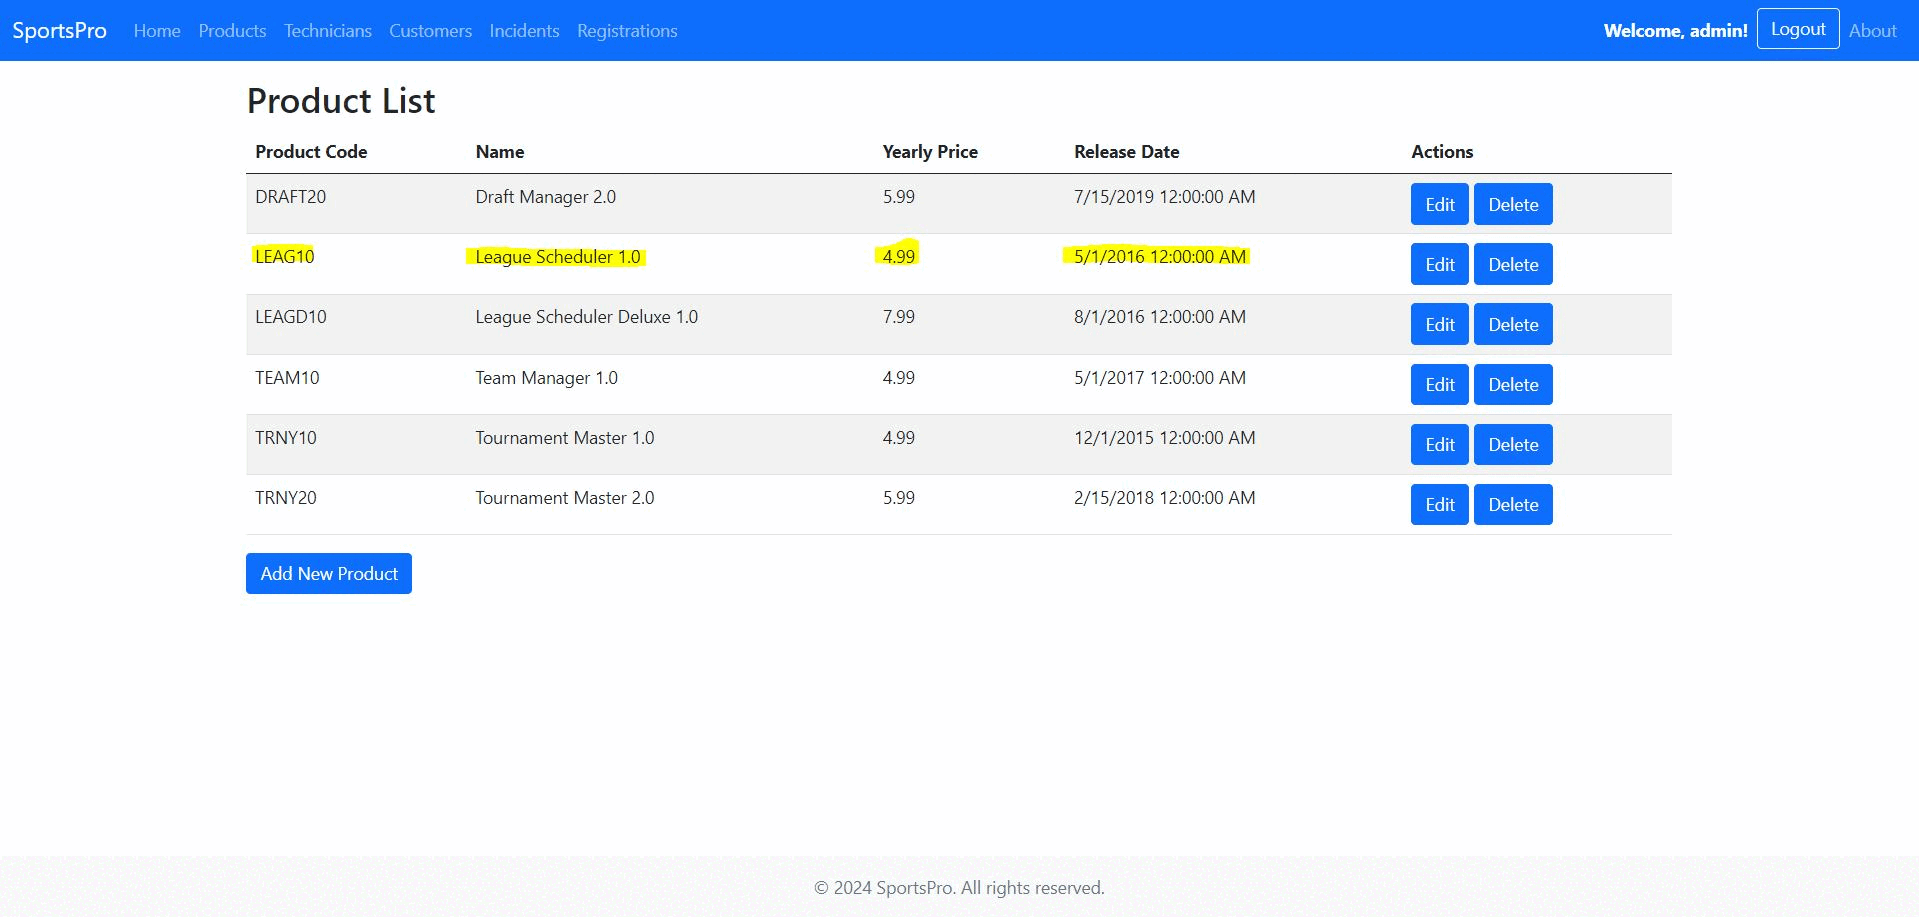 SportsPro Home Products Technicians Customers Incidents Registrations Welcome, admin! Logout About
Product List
Product Code Name Yearly Price Release Date Actions
DRAFT20 Draft Manager 2.0 5.99 7/15/2019 12:00:00 AM Edit Delete
LEAG10 League Scheduler 1.0 4.99 5/1/2016 12:00:00 AM Edit Delete
LEAGD10 League Scheduler Deluxe 1.0 7.99 8/1/2016 12:00:00 AM Edit Delete
TEAM10 Team Manager 1.0 4.99 5/1/2017 12:00:00 AM Edit Delete
TRNY10 Tournament Master 1.0 4.99 12/1/2015 12:00:00 AM Edit Delete
TRNY20 Tournament Master 2.0 5.99 2/15/2018 12:00:00 AM Edit Delete
Add New Product
© 2024 SportsPro. All rights reserved.